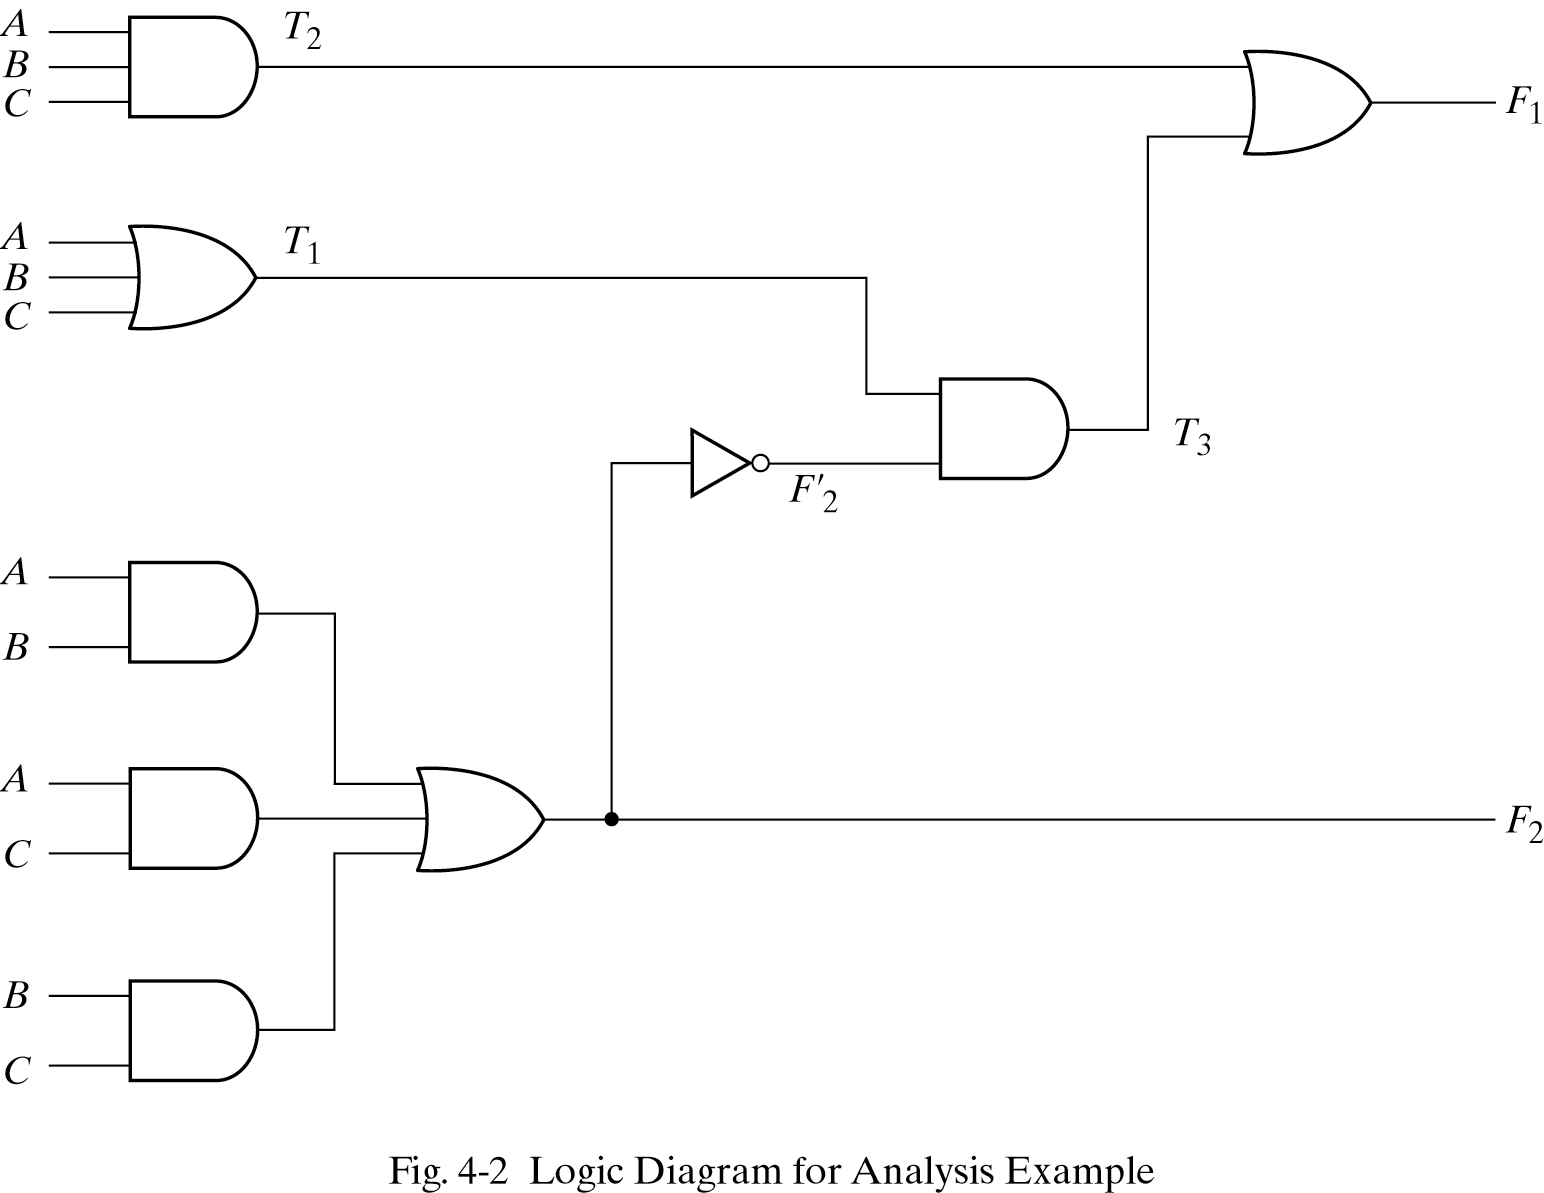 A
T₂
B
C
F₁
A
T₁
B
C
T₃
F′₂
A
B
A
C
F₂
B
C
Fig. 4-2 Logic Diagram for Analysis Example